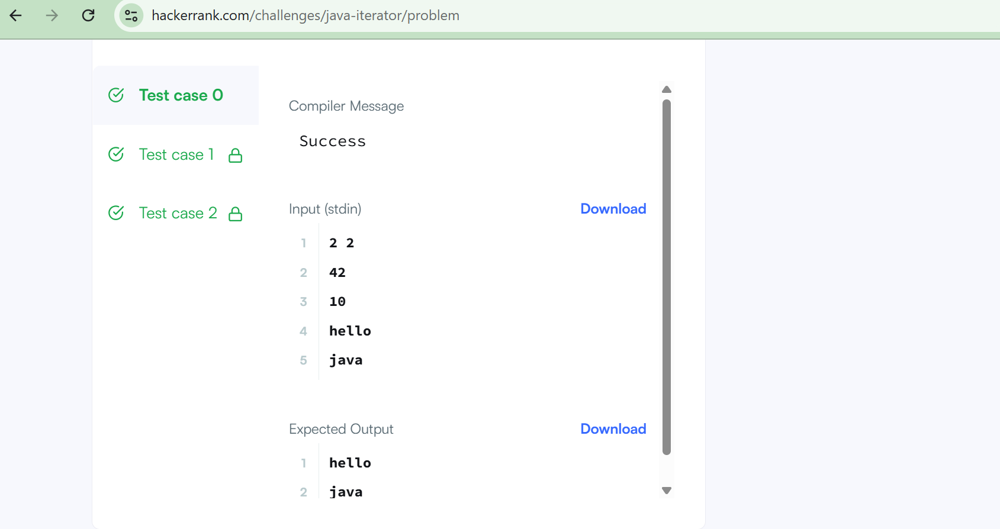 hackerrank.com/challenges/java-iterator/problem
Test case 0
Test case 1
Test case 2
Compiler Message
Success
Input (stdin)
Download
1 2 2
2 42
3 10
4 hello
5 java
Expected Output
Download
1 hello
2 java